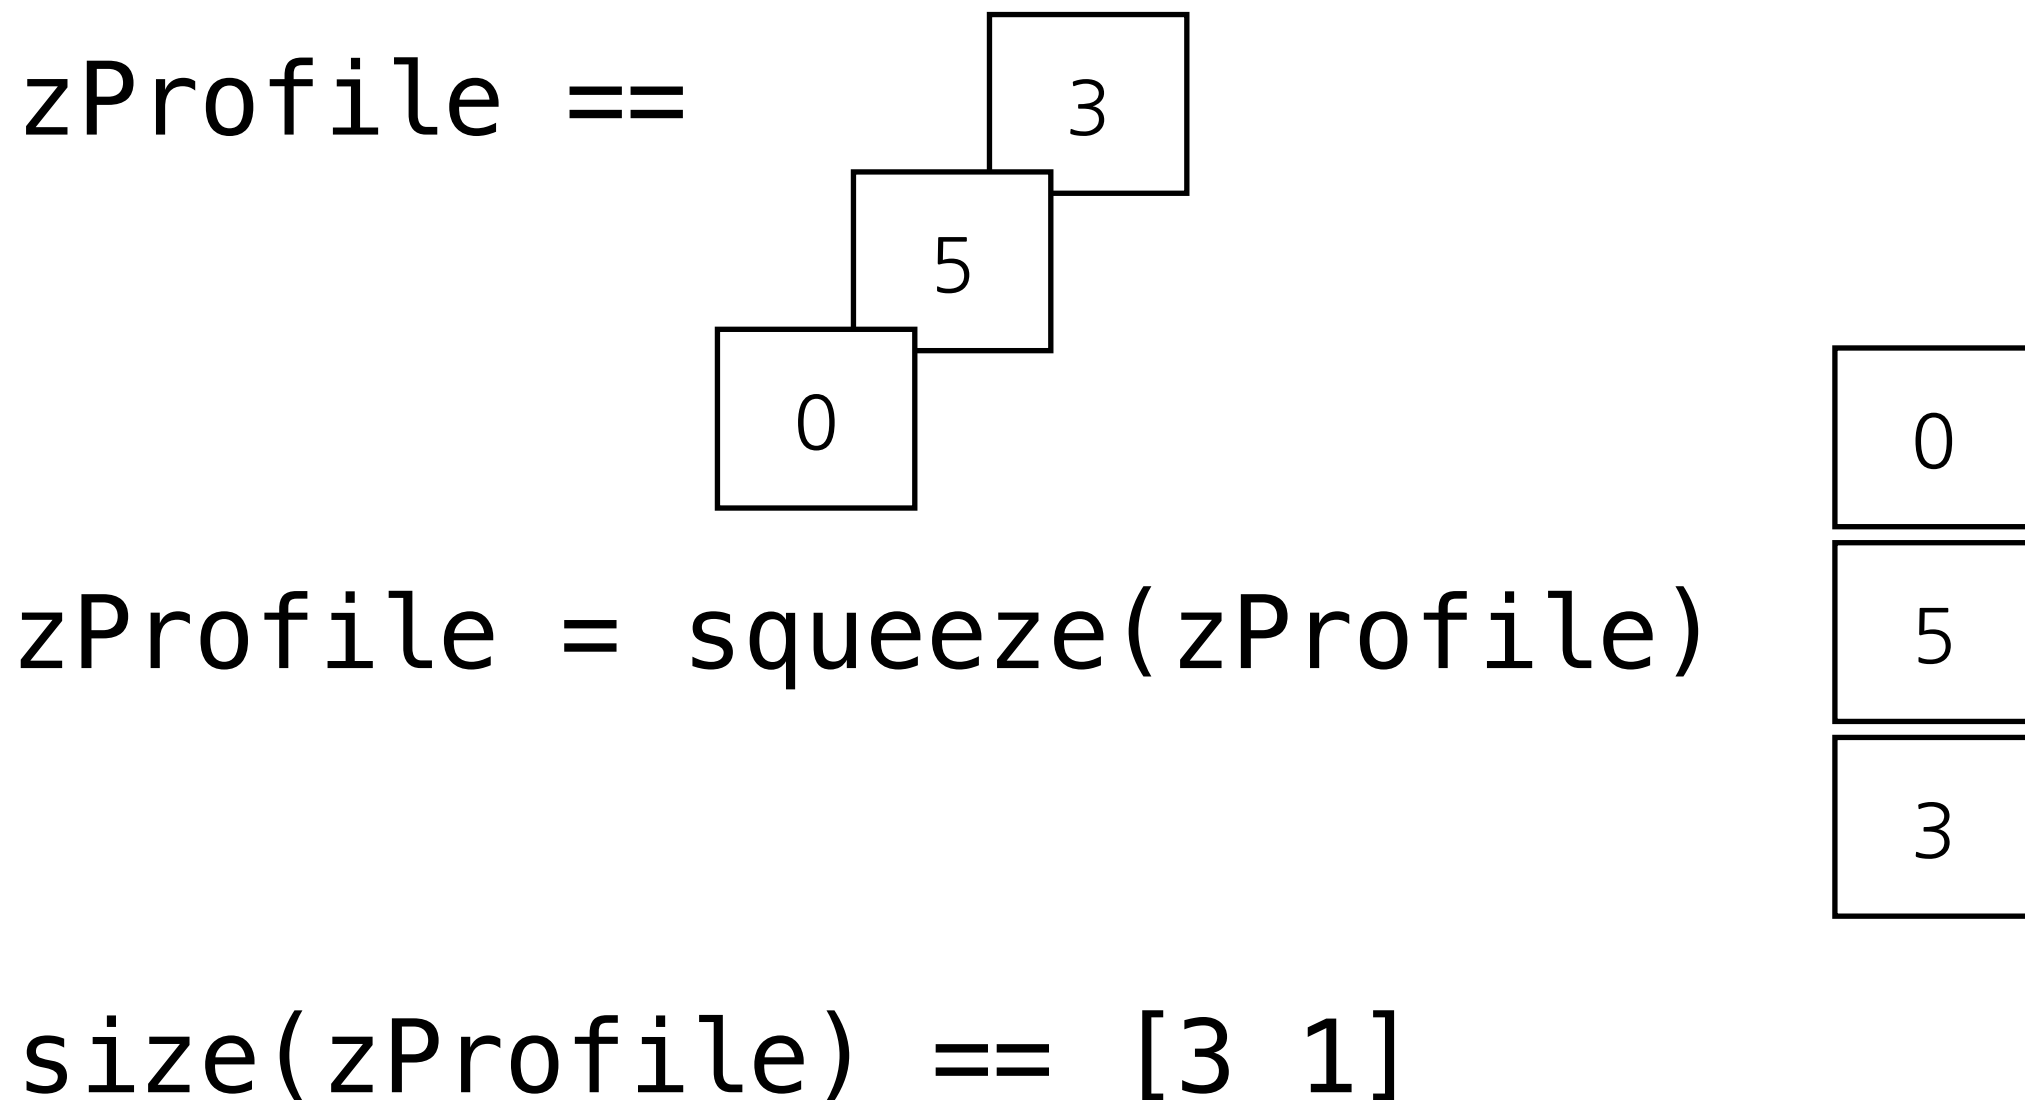 zProfile ==
3
5
0
0
zProfile = squeeze(zProfile)
5
3
size(zProfile) == [3 1]